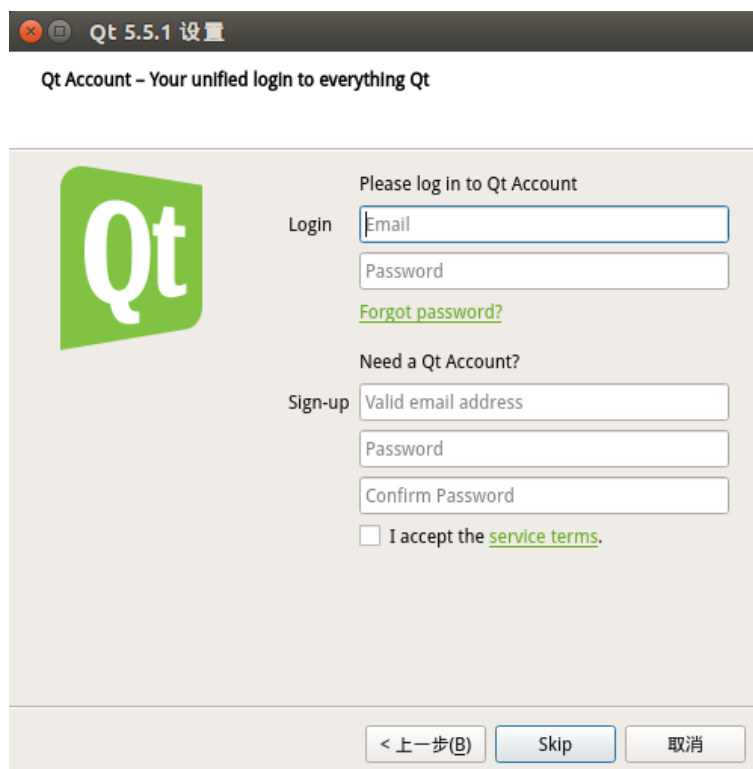 Qt 5.5.1 设置
Qt Account – Your unified login to everything Qt
Qt
Please log in to Qt Account
Login
Email
Password
Forgot password?
Need a Qt Account?
Sign-up
Valid email address
Password
Confirm Password
I accept the service terms.
< 上一步(B)
Skip
取消